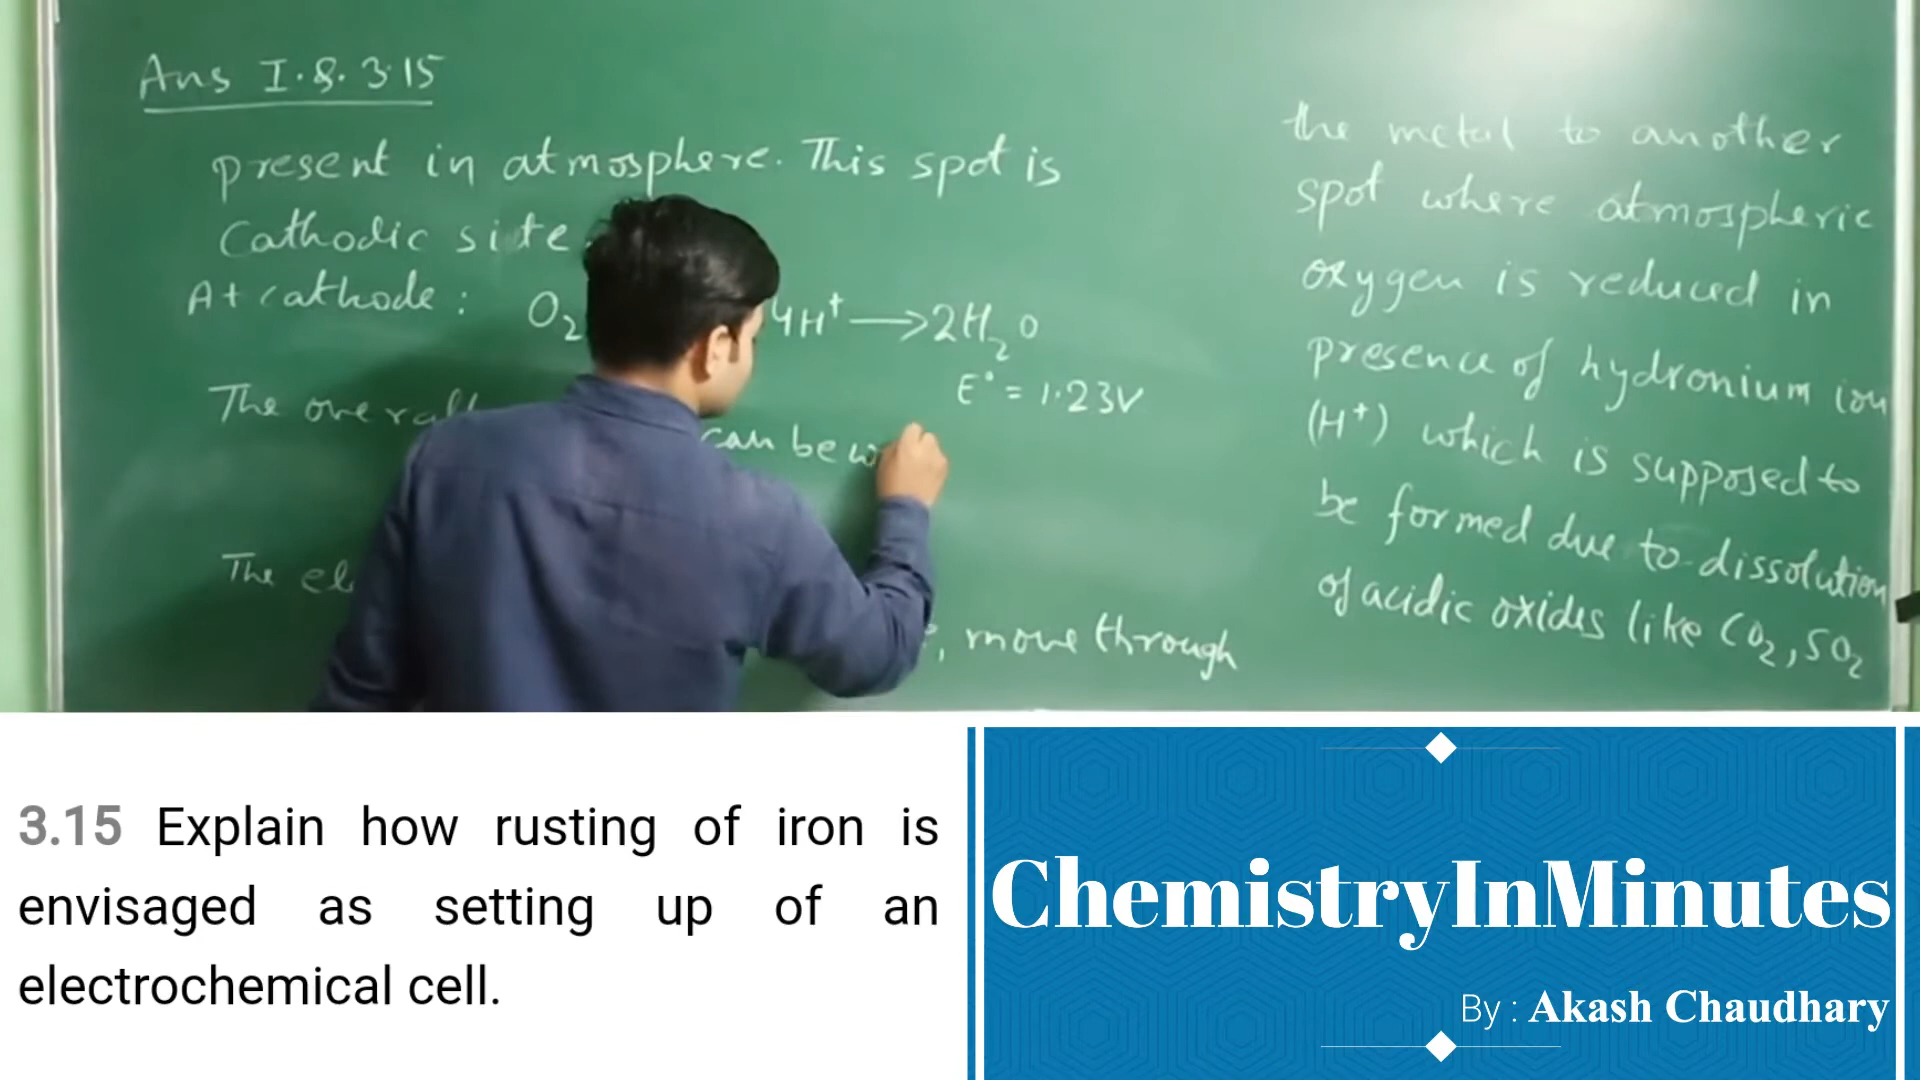 Ans I.8.3.15
present in atmosphere. This spot is
Cathodic site.
At cathode : O₂ 4H⁺ → 2H₂O
E° = 1.23V
The overall can be w
The el
, move through
the metal to another
spot where atmospheric
oxygen is reduced in
presence of hydronium ion
(H⁺) which is supposed to
be formed due to dissolution
of acidic oxides like CO₂, SO₂
3.15 Explain how rusting of iron is
envisaged as setting up of an
electrochemical cell.
ChemistryInMinutes
By : Akash Chaudhary